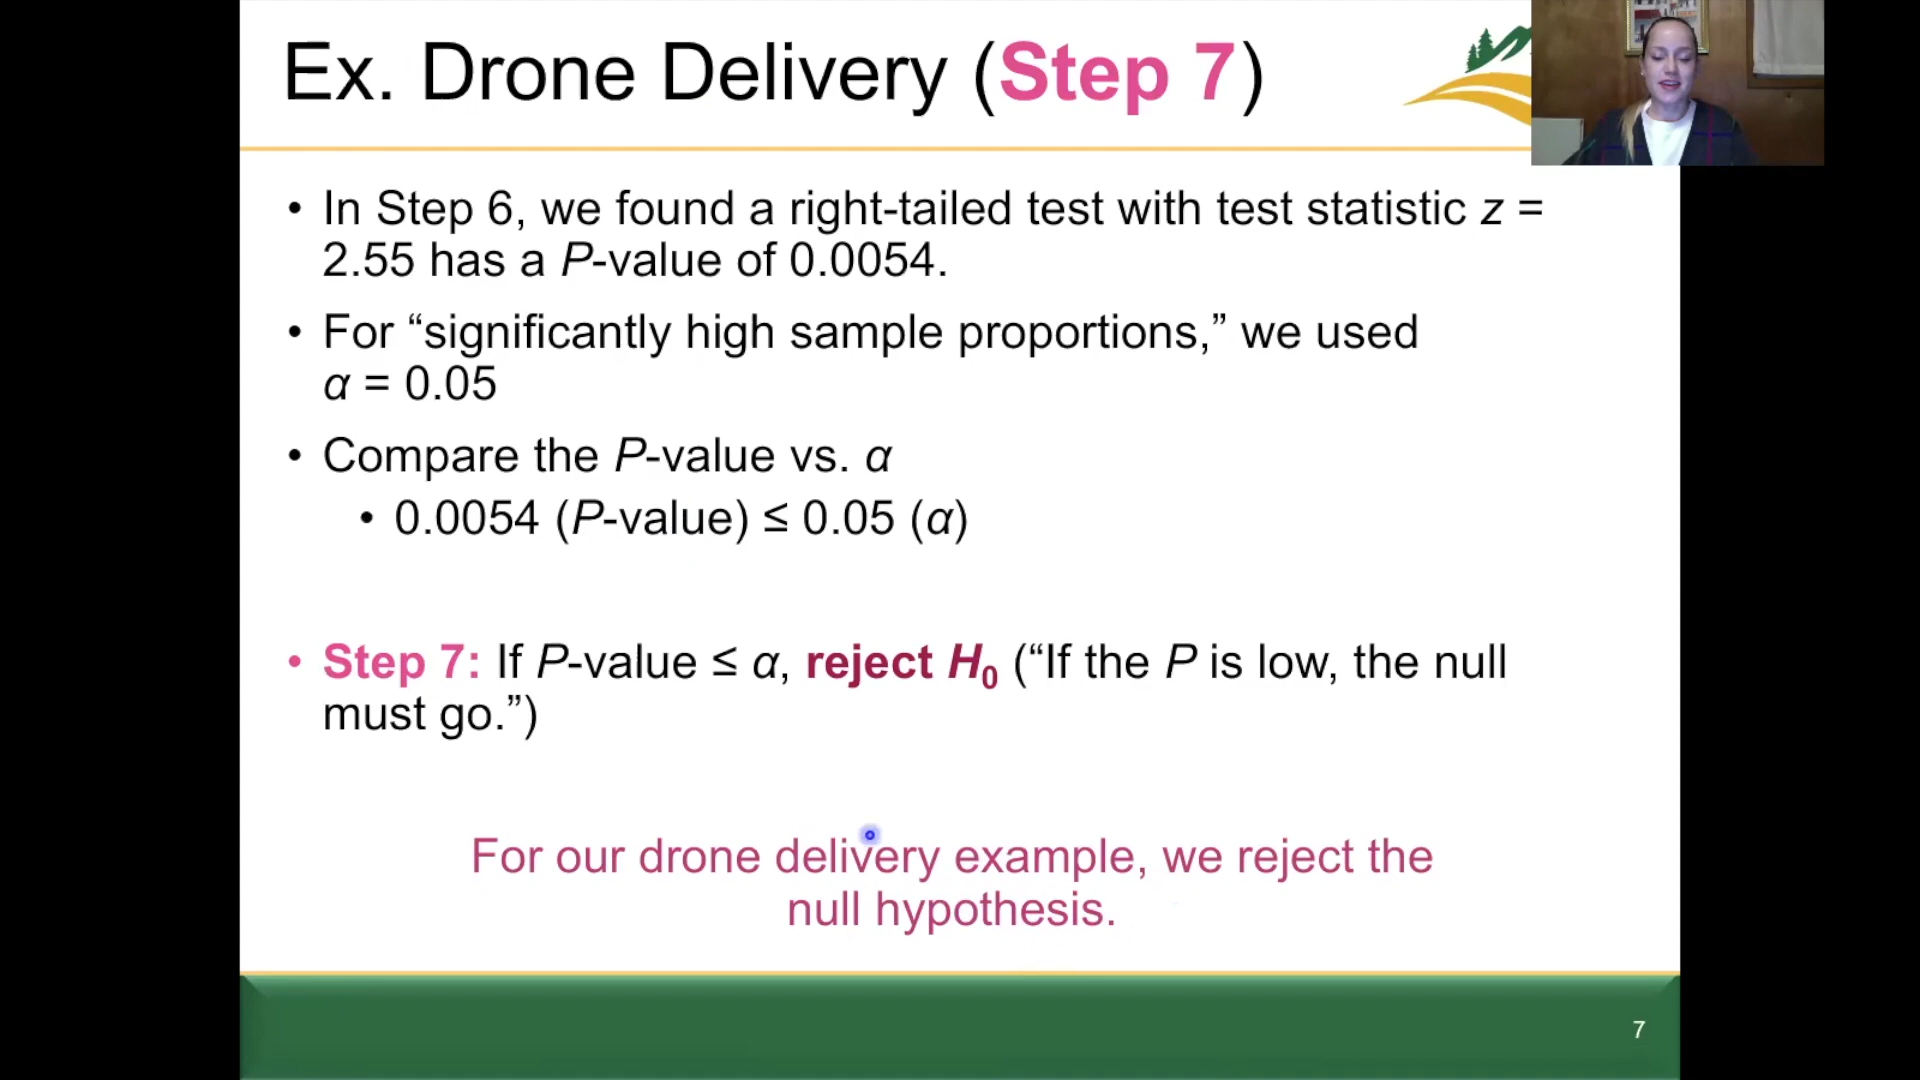 Ex. Drone Delivery (Step 7)
• In Step 6, we found a right-tailed test with test statistic z =
2.55 has a P-value of 0.0054.
• For “significantly high sample proportions,” we used
α = 0.05
• Compare the P-value vs. α
• 0.0054 (P-value) ≤ 0.05 (α)
• Step 7: If P-value ≤ α, reject H₀ (“If the P is low, the null
must go.”)
For our drone delivery example, we reject the
null hypothesis.
7